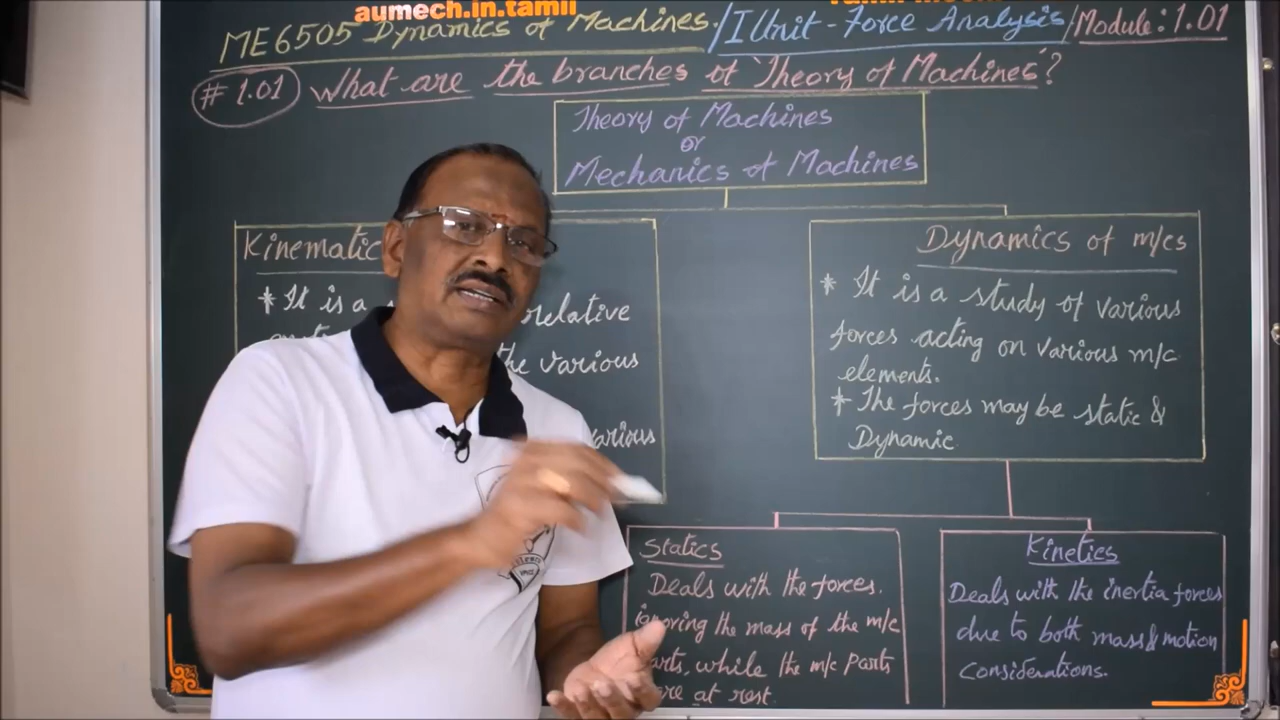 aumech.in.tamil
ME6505 Dynamics of Machines / I Unit - Force Analysis / Module: 1.01
# 1.01 What are the branches of 'Theory of Machines'?
Theory of Machines
or
Mechanics of Machines
Kinematic
* It is a relative
the various
various
Dynamics of m/cs
* It is a study of various
forces acting on various m/c
elements.
* The forces may be static &
Dynamic
Statics
Deals with the forces.
ignoring the mass of the m/c
arts, while the m/c parts
are at rest.
Kinetics
Deals with the inertia forces
due to both mass & motion
Considerations.